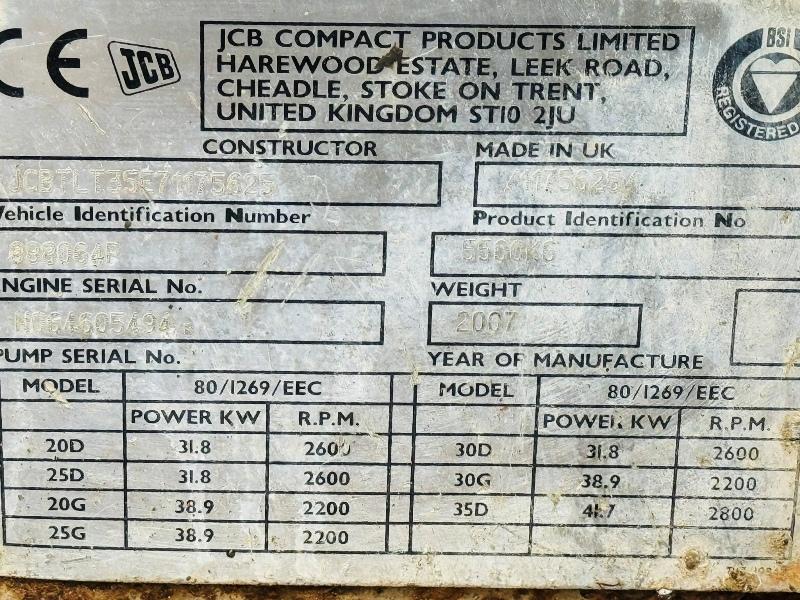 CE JCB
JCB COMPACT PRODUCTS LIMITED
HAREWOOD ESTATE, LEEK ROAD,
CHEADLE, STOKE ON TRENT,
UNITED KINGDOM ST10 2JU
BSI
REGISTERED
CONSTRUCTOR MADE IN UK
JCBTLT35E71175625
Vehicle Identification Number Product Identification No
5500KG
ENGINE SERIAL No. WEIGHT
2007
PUMP SERIAL No. YEAR OF MANUFACTURE
MODEL 80/1269/EEC MODEL 80/1269/EEC
POWER KW R.P.M. POWER KW R.P.M.
20D 31.8 2600 30D 31.8 2600
25D 31.8 2600 30G 38.9 2200
20G 38.9 2200 35D 41.7 2800
25G 38.9 2200